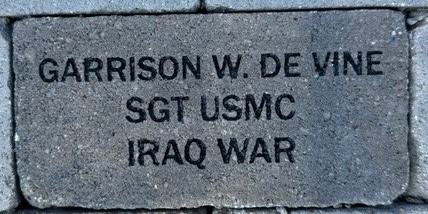 GARRISON W. DE VINE
SGT USMC
IRAQ WAR